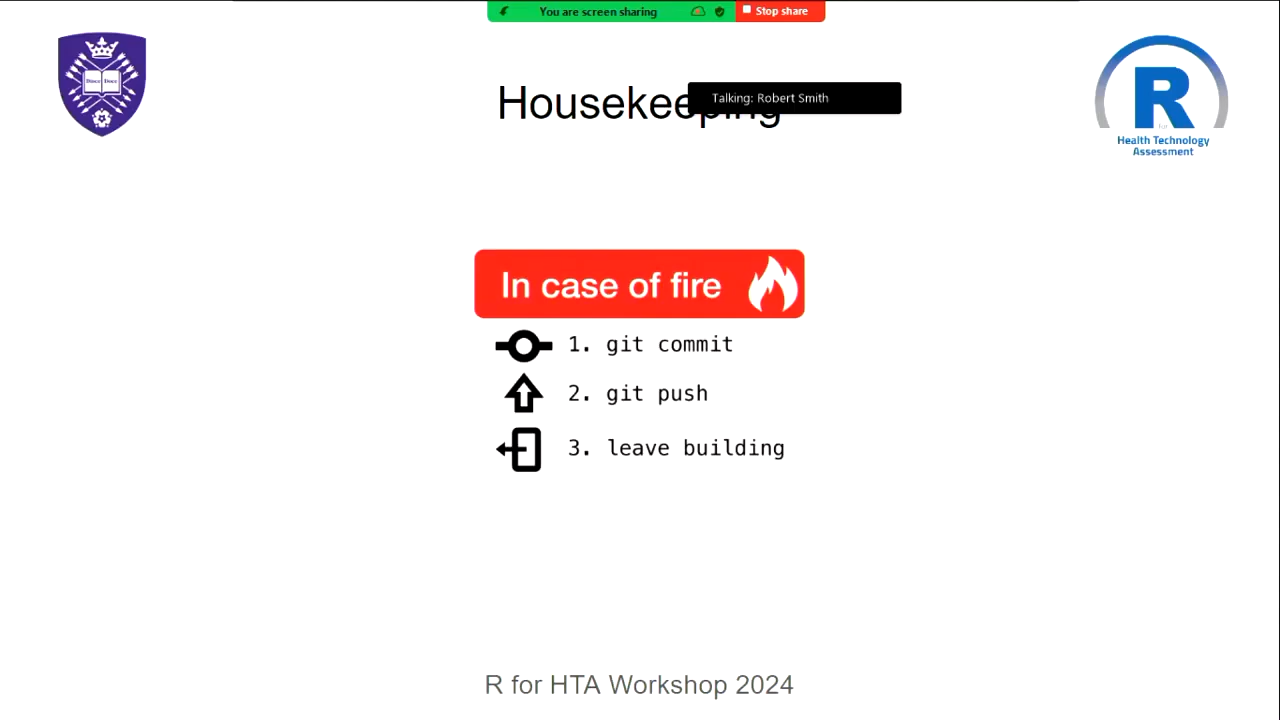 You are screen sharing
Stop share
Housekeeping
Talking: Robert Smith
R
Health Technology
Assessment
In case of fire
1. git commit
2. git push
3. leave building
R for HTA Workshop 2024